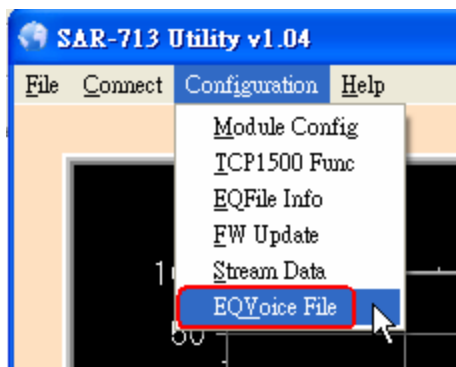 SAR-713 Utility v1.04
File Connect Configuration Help
Module Config
TCP1500 Func
EQFile Info
FW Update
Stream Data
EQVoice File
50